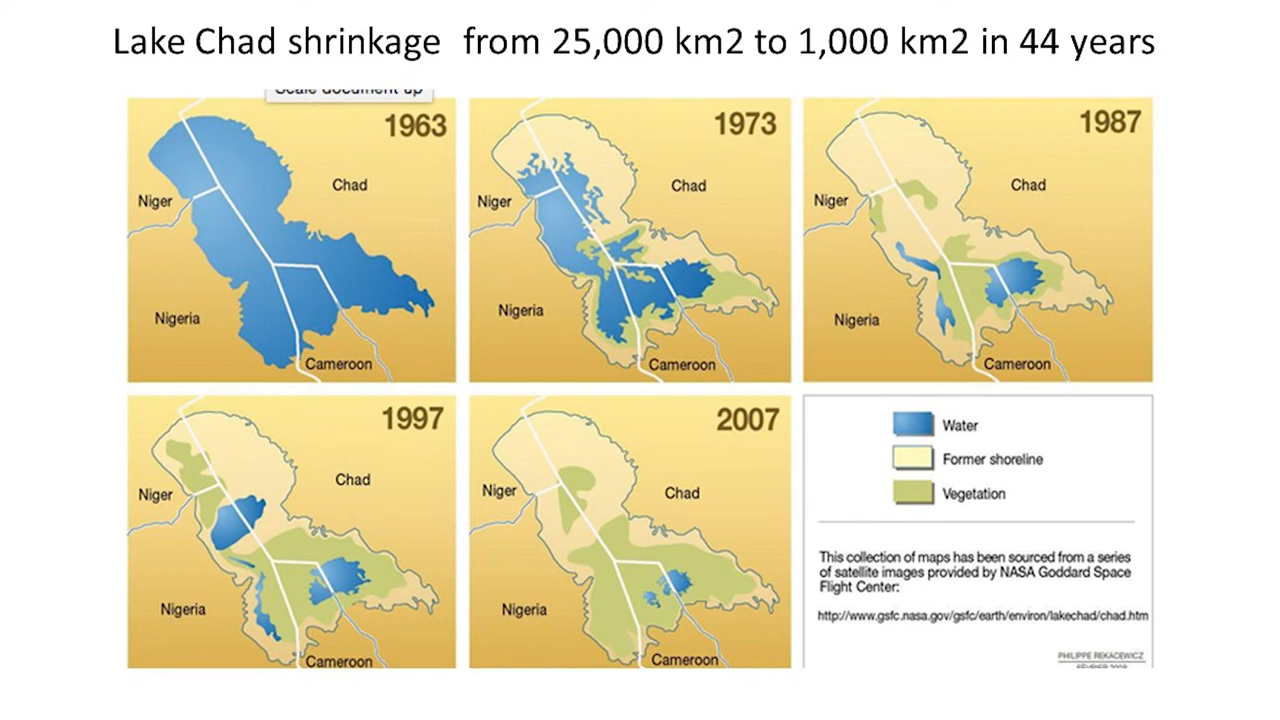 Lake Chad shrinkage from 25,000 km2 to 1,000 km2 in 44 years
Scale document up
1963
Chad
Niger
Nigeria
Cameroon
1973
Chad
Niger
Nigeria
Cameroon
1987
Chad
Niger
Nigeria
Cameroon
1997
Chad
Niger
Nigeria
Cameroon
2007
Chad
Niger
Nigeria
Cameroon
Water
Former shoreline
Vegetation
This collection of maps has been sourced from a series
of satellite images provided by NASA Goddard Space
Flight Center:
http://www.gsfc.nasa.gov/gsfc/earth/environ/lakechad/chad.htm
PHILIPPE REKACEWICZ